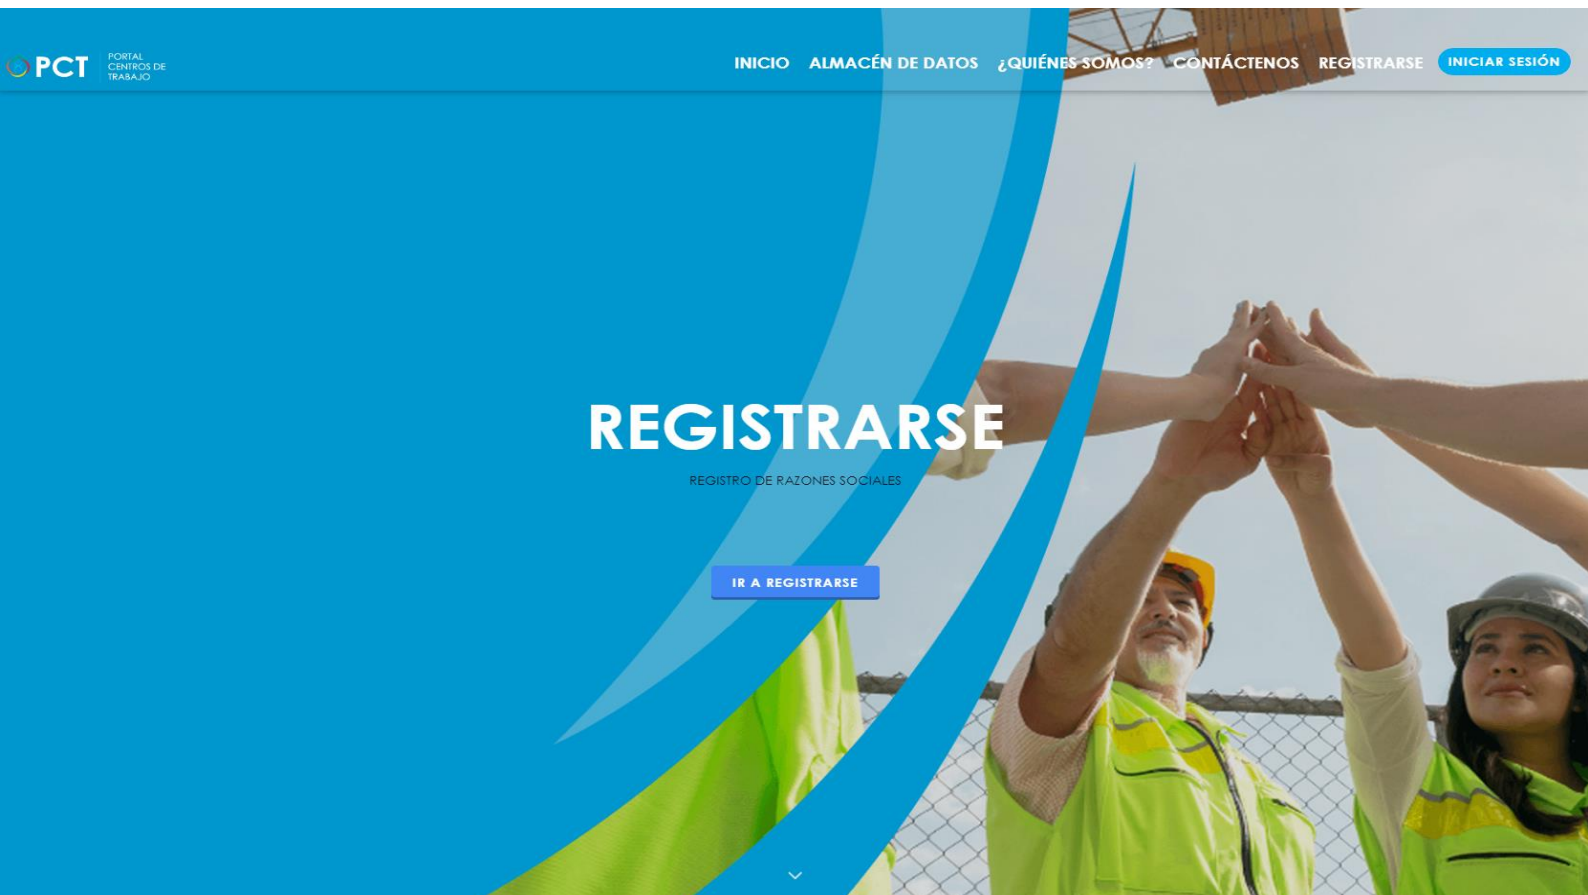 PCT
PORTAL
CENTROS DE
TRABAJO
INICIO ALMACÉN DE DATOS ¿QUIÉNES SOMOS? CONTÁCTENOS REGISTRARSE INICIAR SESIÓN
REGISTRARSE
REGISTRO DE RAZONES SOCIALES
IR A REGISTRARSE